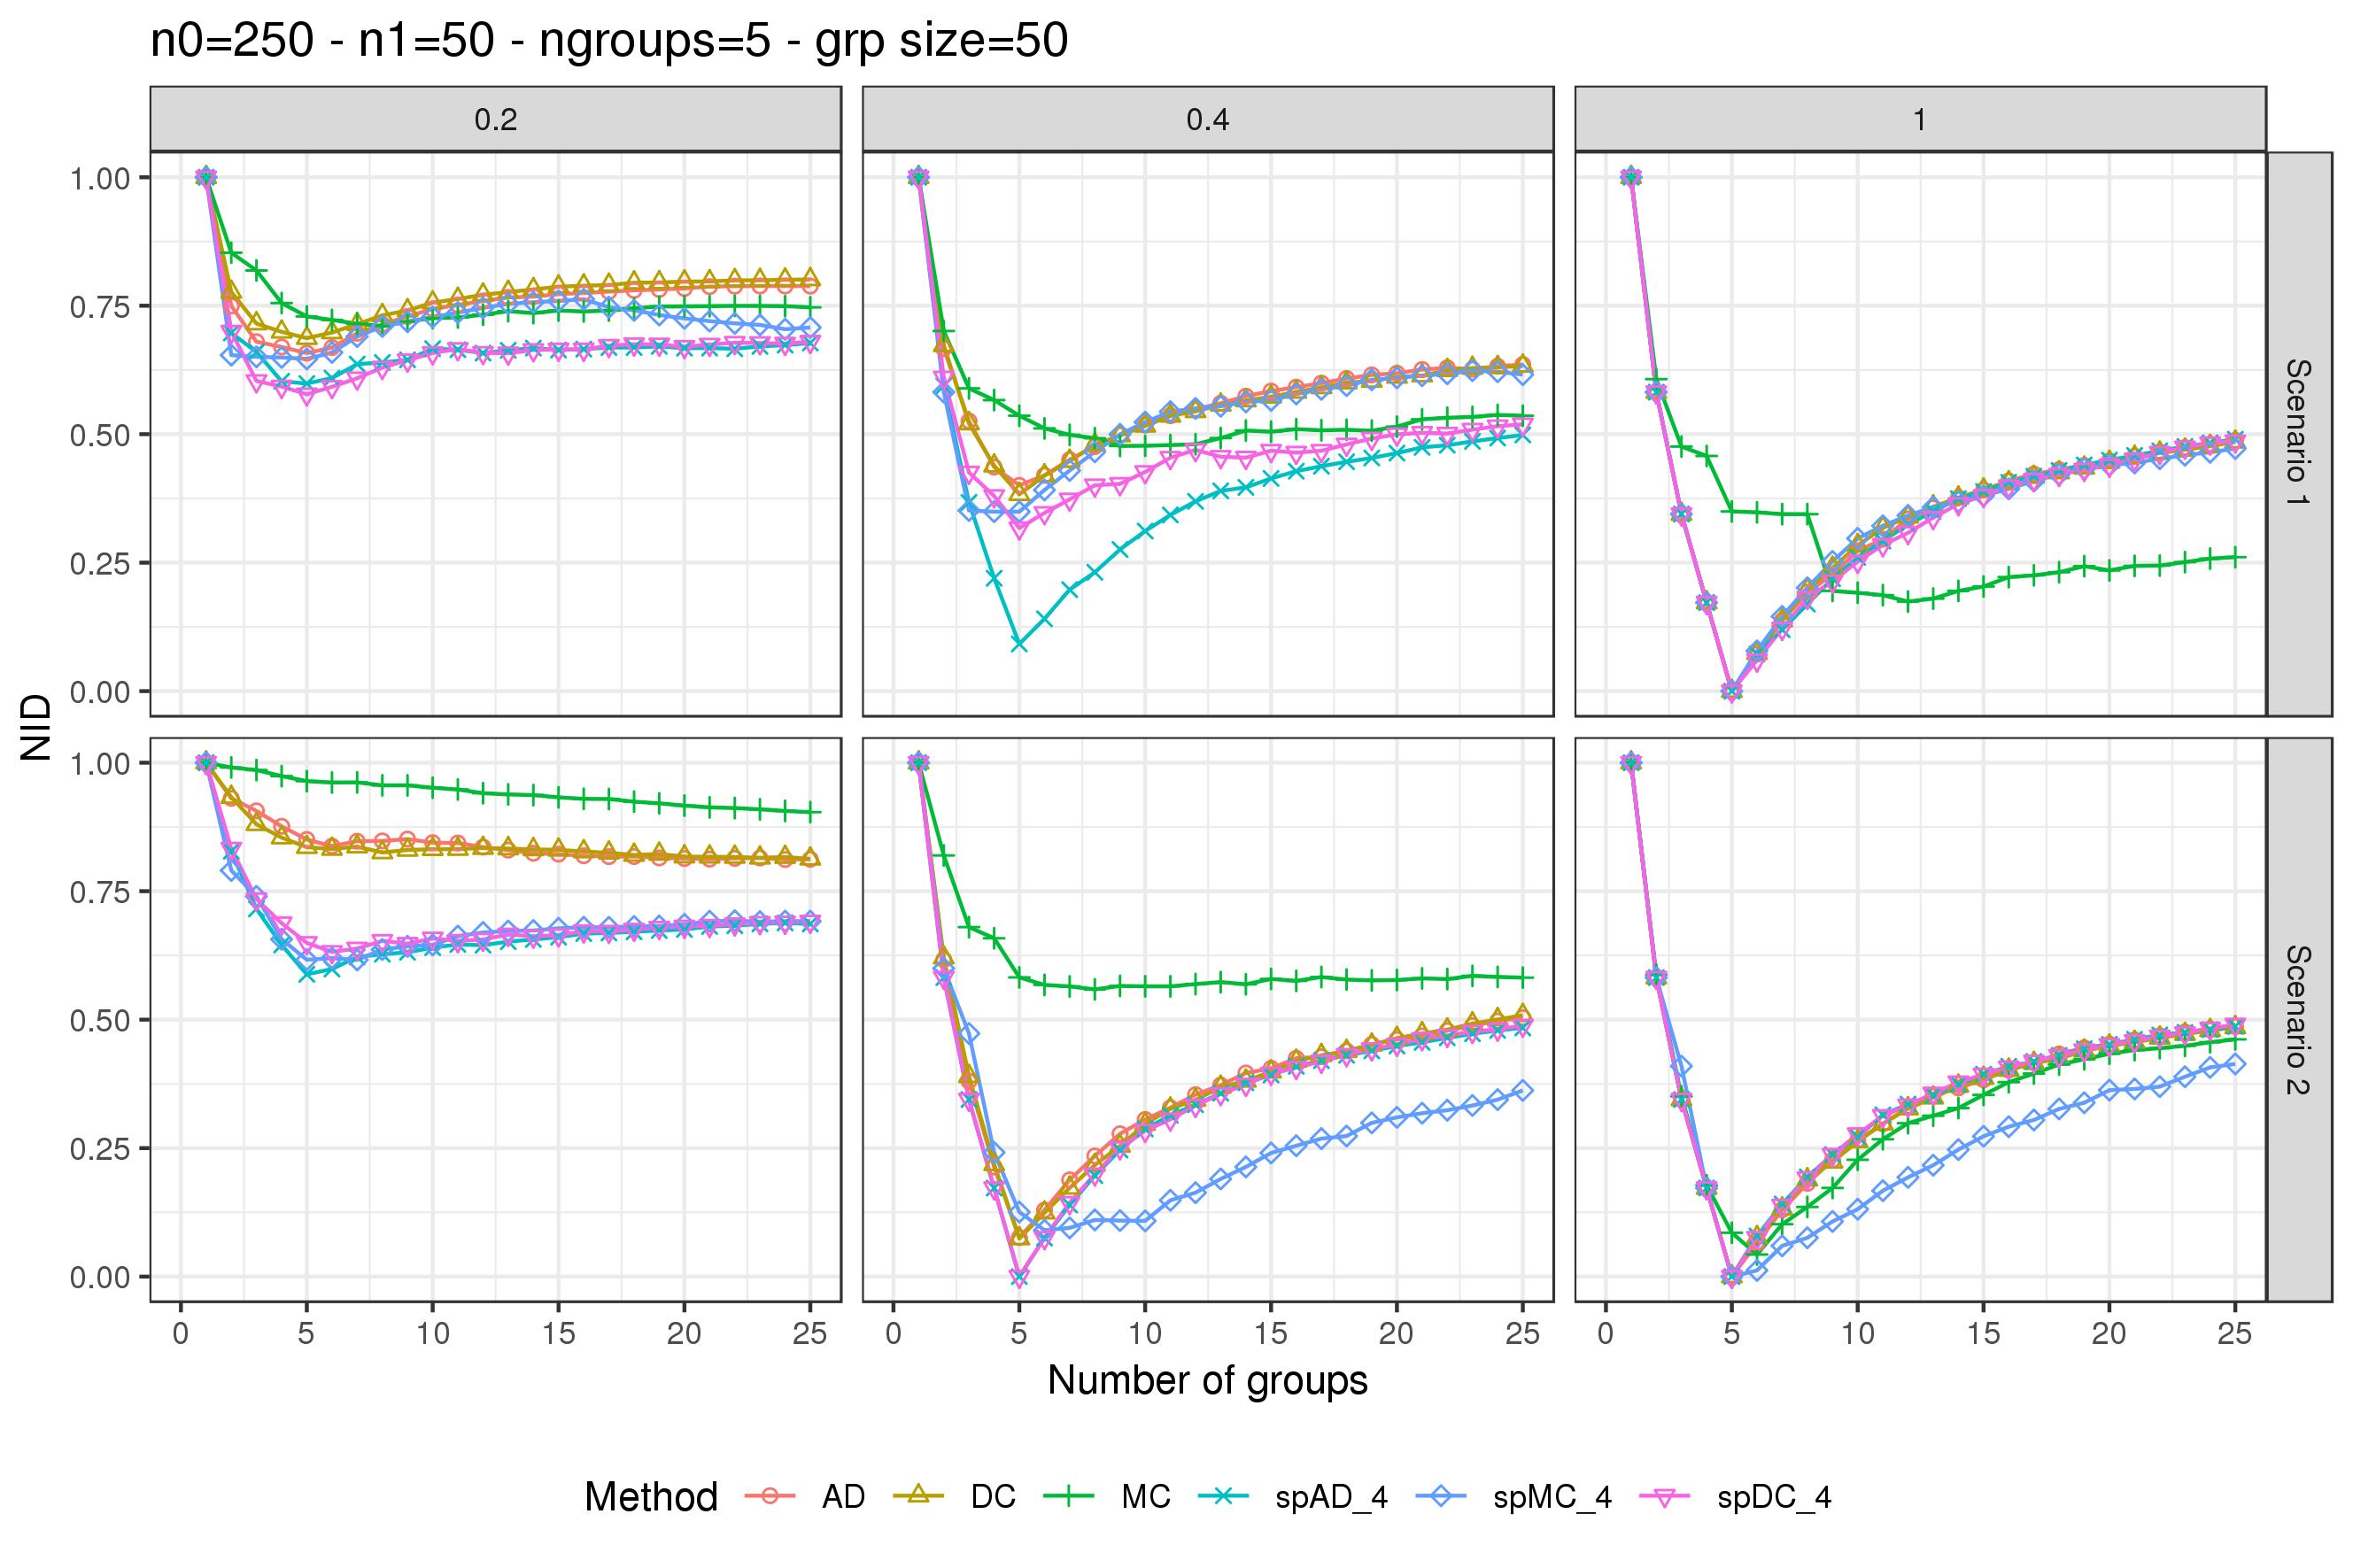 n0=250 - n1=50 - ngroups=5 - grp size=50
0.2 0.4 1
1.00
0.75
0.50
0.25
0.00
Scenario 1
NID
1.00
0.75
0.50
0.25
0.00
Scenario 2
0 5 10 15 20 25 0 5 10 15 20 25 0 5 10 15 20 25
Number of groups
Method AD DC MC spAD_4 spMC_4 spDC_4